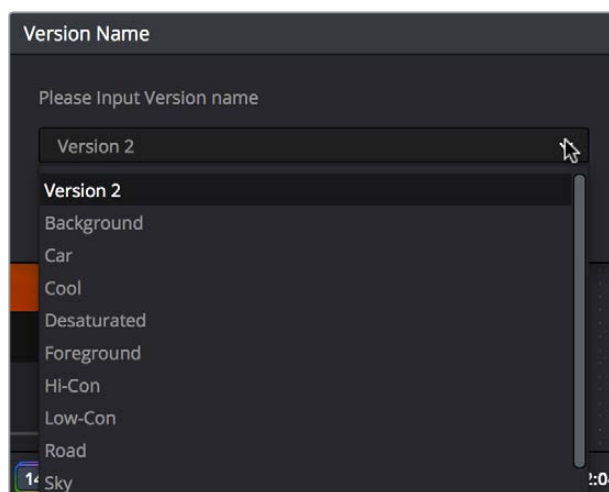 Version Name
Please Input Version name
Version 2
Version 2
Background
Car
Cool
Desaturated
Foreground
Hi-Con
Low-Con
Road
Sky